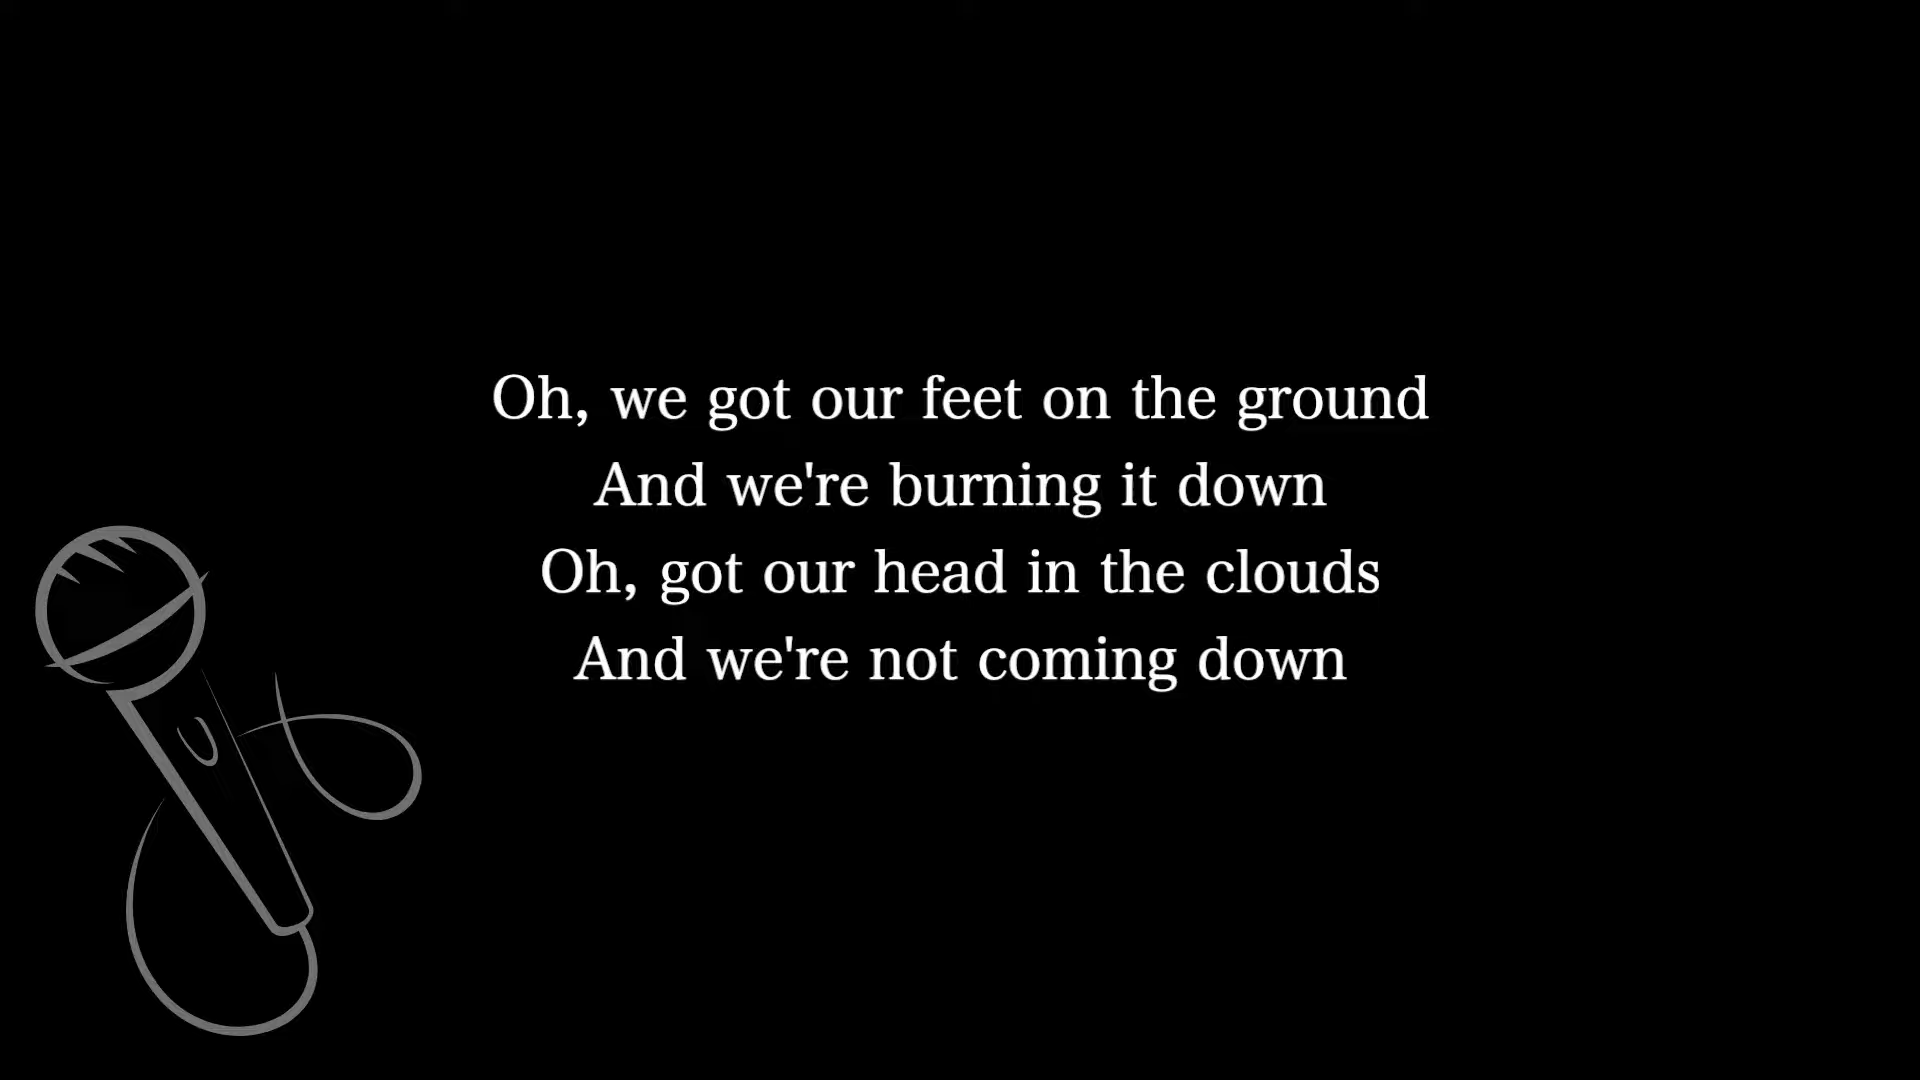 Oh, we got our feet on the ground
And we're burning it down
Oh, got our head in the clouds
And we're not coming down